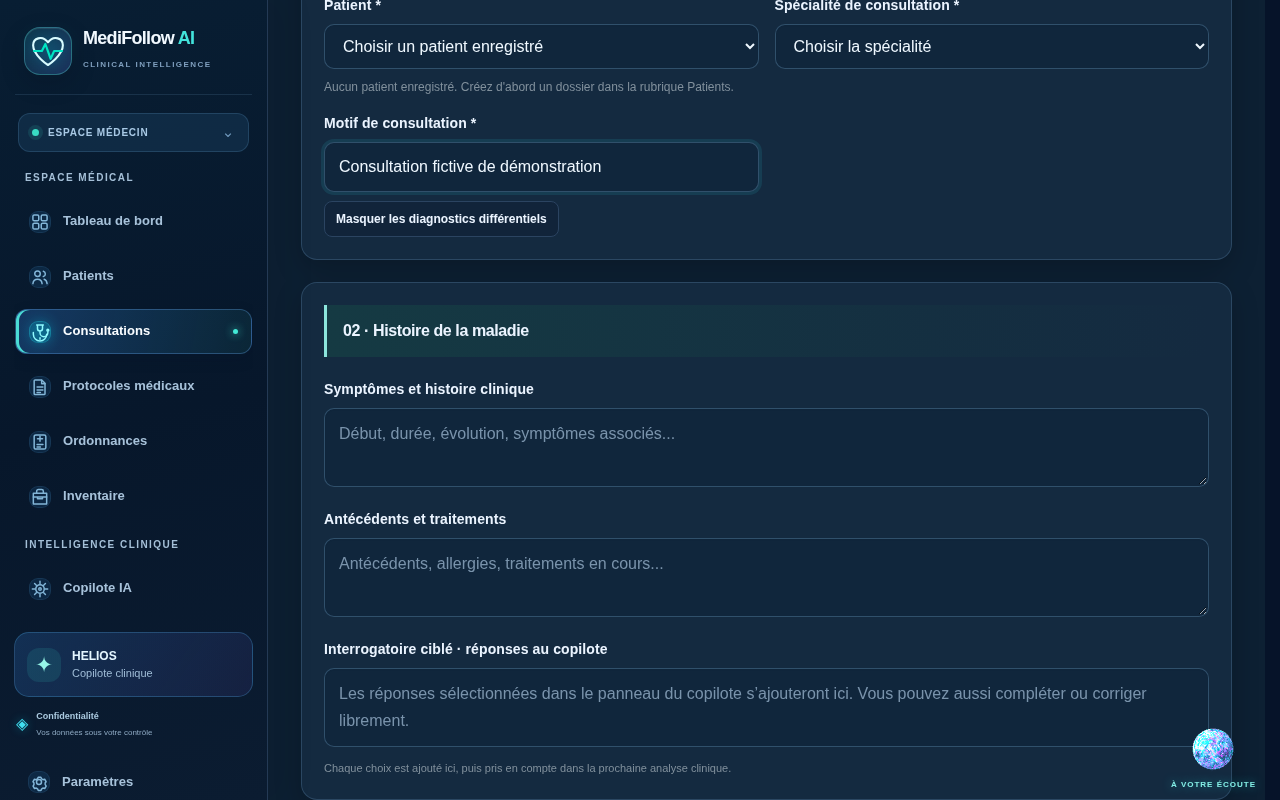 MediFollow AI
CLINICAL INTELLIGENCE
ESPACE MÉDECIN
ESPACE MÉDICAL
Tableau de bord
Patients
Consultations
Protocoles médicaux
Ordonnances
Inventaire
INTELLIGENCE CLINIQUE
Copilote IA
HELIOS
Copilote clinique
Confidentialité
Vos données sous votre contrôle
Paramètres
Patient *
Choisir un patient enregistré
Aucun patient enregistré. Créez d'abord un dossier dans la rubrique Patients.
Spécialité de consultation *
Choisir la spécialité
Motif de consultation *
Consultation fictive de démonstration
Masquer les diagnostics différentiels
02 · Histoire de la maladie
Symptômes et histoire clinique
Début, durée, évolution, symptômes associés...
Antécédents et traitements
Antécédents, allergies, traitements en cours...
Interrogatoire ciblé · réponses au copilote
Les réponses sélectionnées dans le panneau du copilote s’ajouteront ici. Vous pouvez aussi compléter ou corriger
librement.
Chaque choix est ajouté ici, puis pris en compte dans la prochaine analyse clinique.
À VOTRE ÉCOUTE